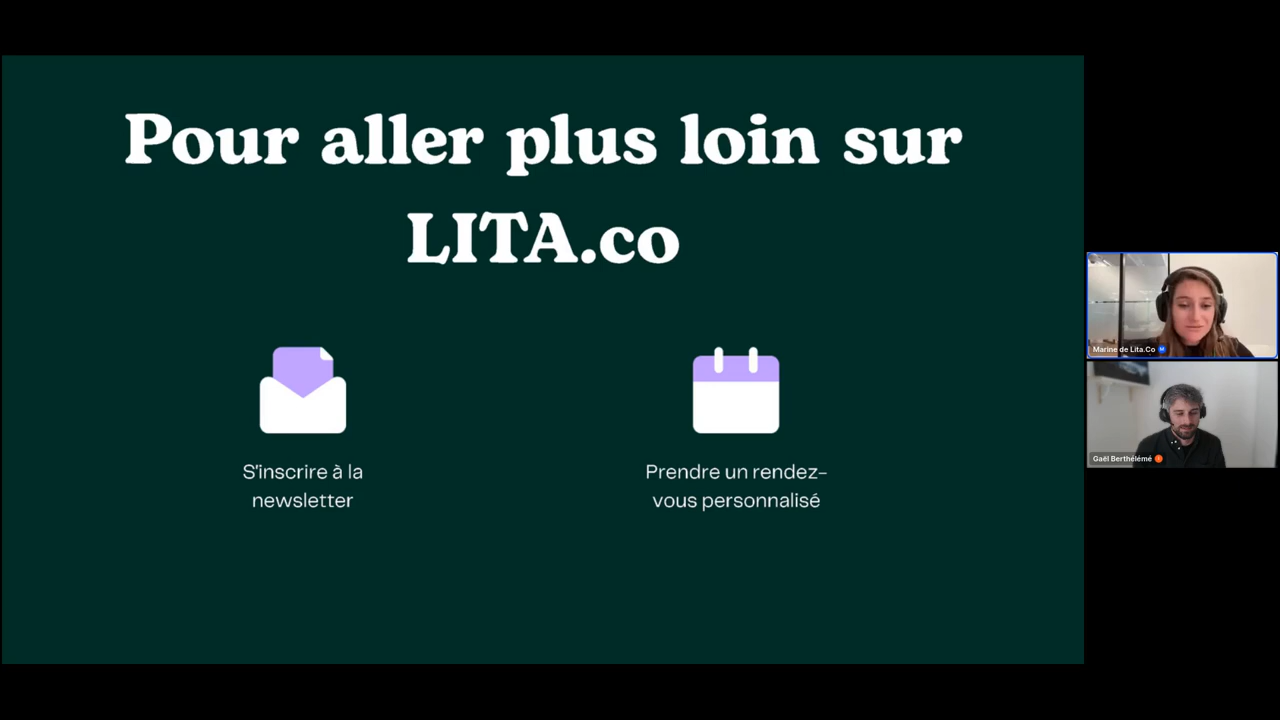 Pour aller plus loin sur
LITA.co
S'inscrire à la
newsletter
Prendre un rendez-
vous personnalisé
Marine de Lita.Co
Gaël Berthélémé